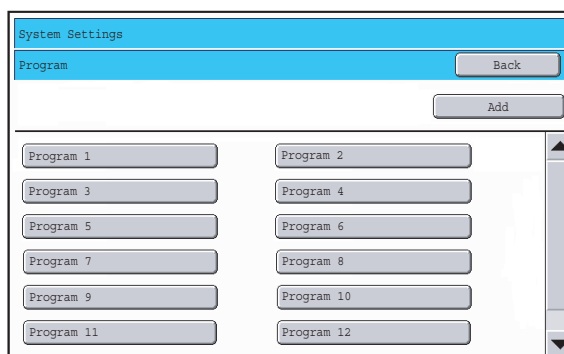 System Settings
Program
Back
Add
Program 1
Program 2
Program 3
Program 4
Program 5
Program 6
Program 7
Program 8
Program 9
Program 10
Program 11
Program 12